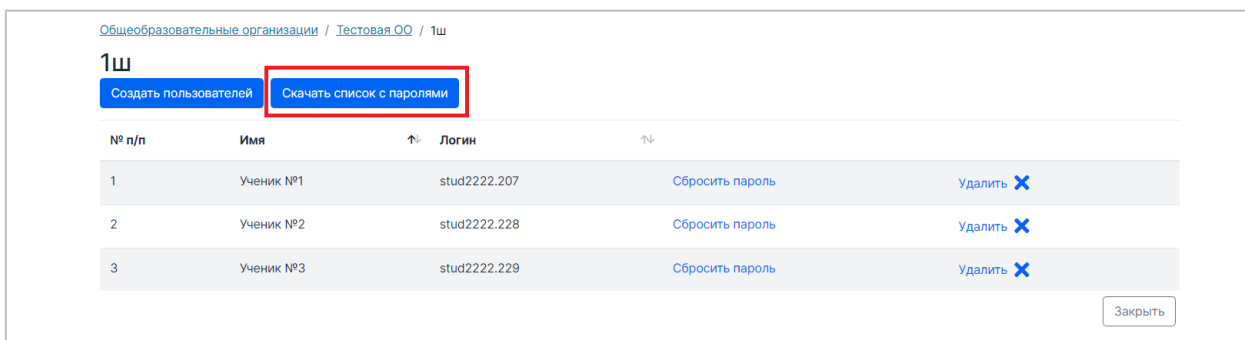 Общеобразовательные организации / Тестовая ОО / 1ш
1ш
Создать пользователей Скачать список с паролями
№ п/п Имя Логин
1 Ученик №1 stud2222.207 Сбросить пароль Удалить
2 Ученик №2 stud2222.228 Сбросить пароль Удалить
3 Ученик №3 stud2222.229 Сбросить пароль Удалить
Закрыть